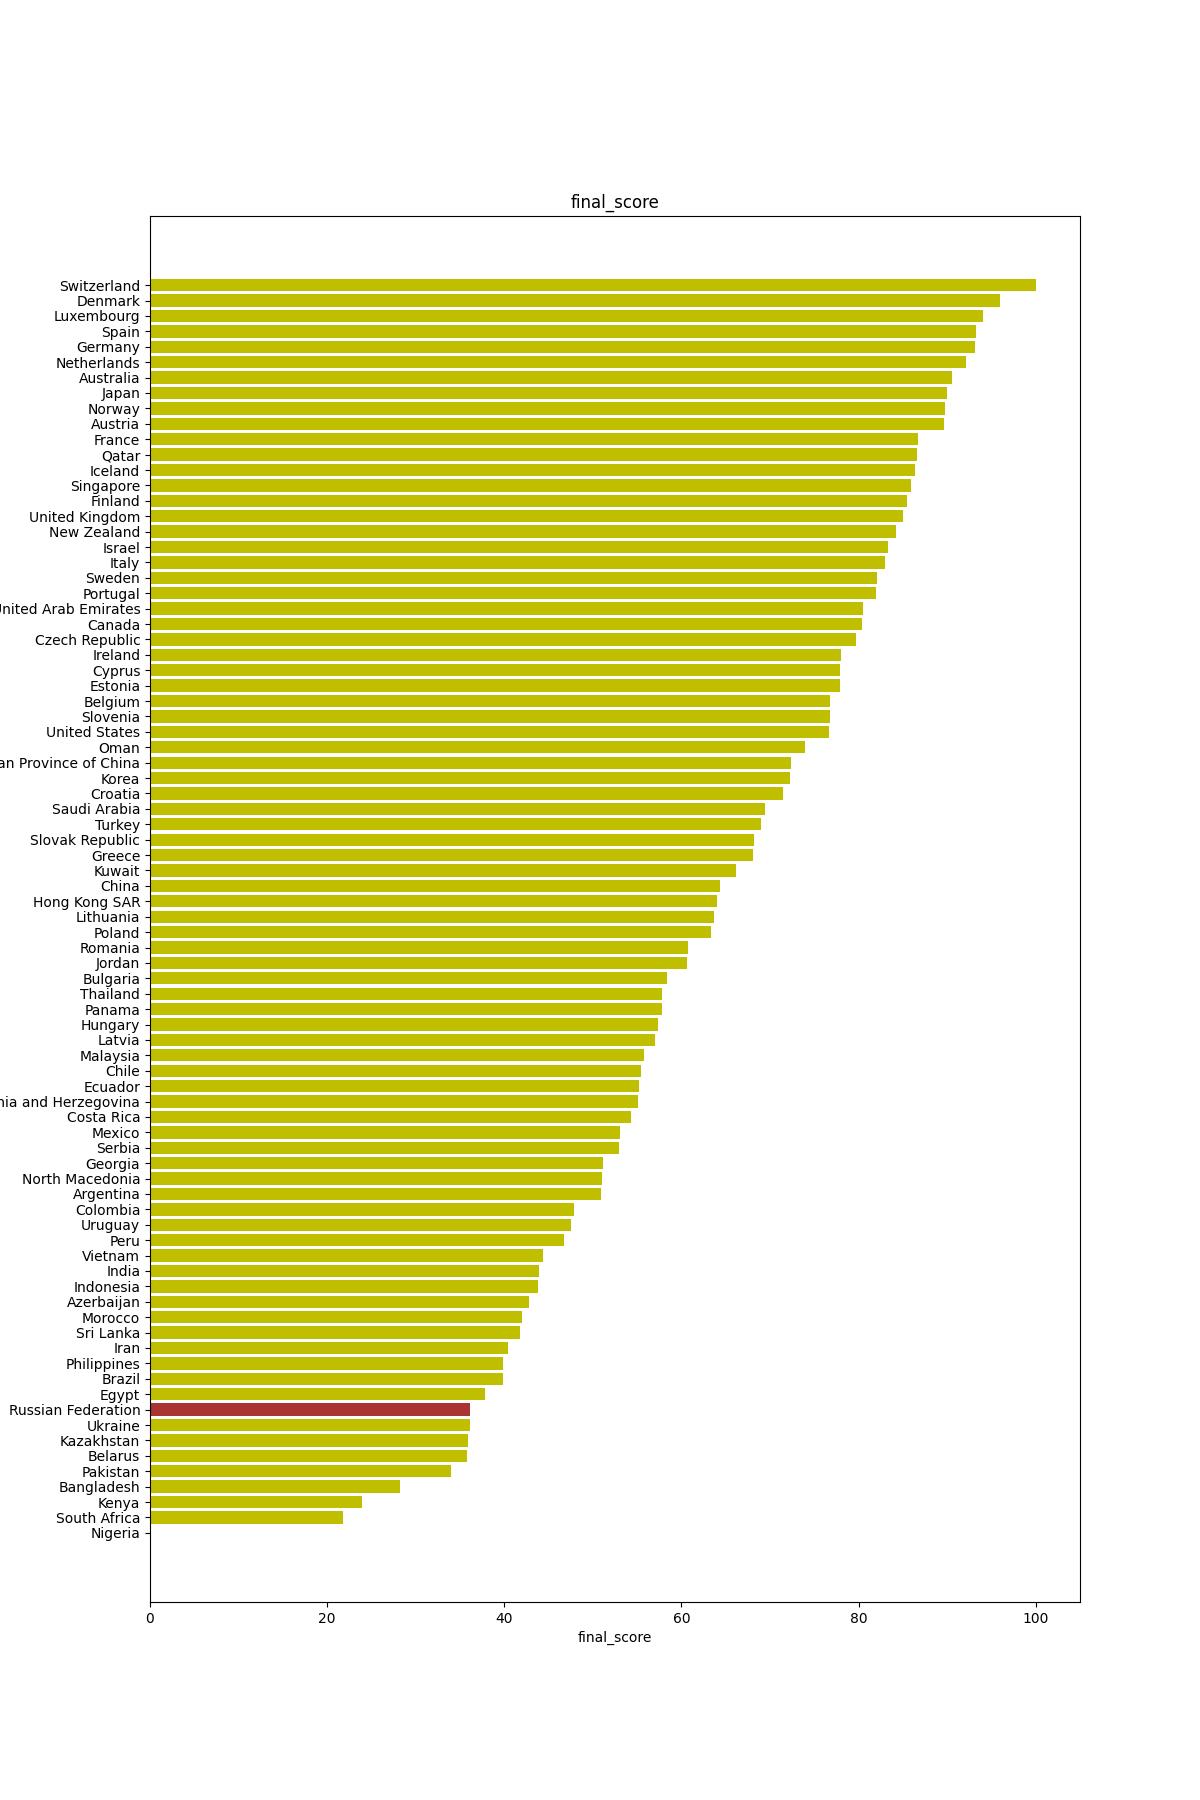 final_score
Switzerland
Denmark
Luxembourg
Spain
Germany
Netherlands
Australia
Japan
Norway
Austria
France
Qatar
Iceland
Singapore
Finland
United Kingdom
New Zealand
Israel
Italy
Sweden
Portugal
United Arab Emirates
Canada
Czech Republic
Ireland
Cyprus
Estonia
Belgium
Slovenia
United States
Oman
an Province of China
Korea
Croatia
Saudi Arabia
Turkey
Slovak Republic
Greece
Kuwait
China
Hong Kong SAR
Lithuania
Poland
Romania
Jordan
Bulgaria
Thailand
Panama
Hungary
Latvia
Malaysia
Chile
Ecuador
nia and Herzegovina
Costa Rica
Mexico
Serbia
Georgia
North Macedonia
Argentina
Colombia
Uruguay
Peru
Vietnam
India
Indonesia
Azerbaijan
Morocco
Sri Lanka
Iran
Philippines
Brazil
Egypt
Russian Federation
Ukraine
Kazakhstan
Belarus
Pakistan
Bangladesh
Kenya
South Africa
Nigeria
0 20 40 60 80 100
final_score